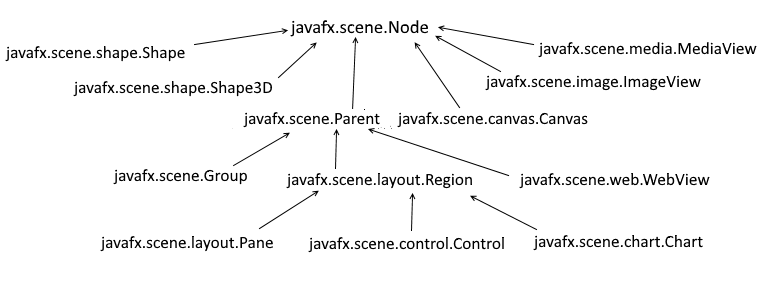 javafx.scene.Node
javafx.scene.shape.Shape
javafx.scene.media.MediaView
javafx.scene.shape.Shape3D
javafx.scene.image.ImageView
javafx.scene.Parent
javafx.scene.canvas.Canvas
javafx.scene.Group
javafx.scene.layout.Region
javafx.scene.web.WebView
javafx.scene.layout.Pane
javafx.scene.control.Control
javafx.scene.chart.Chart